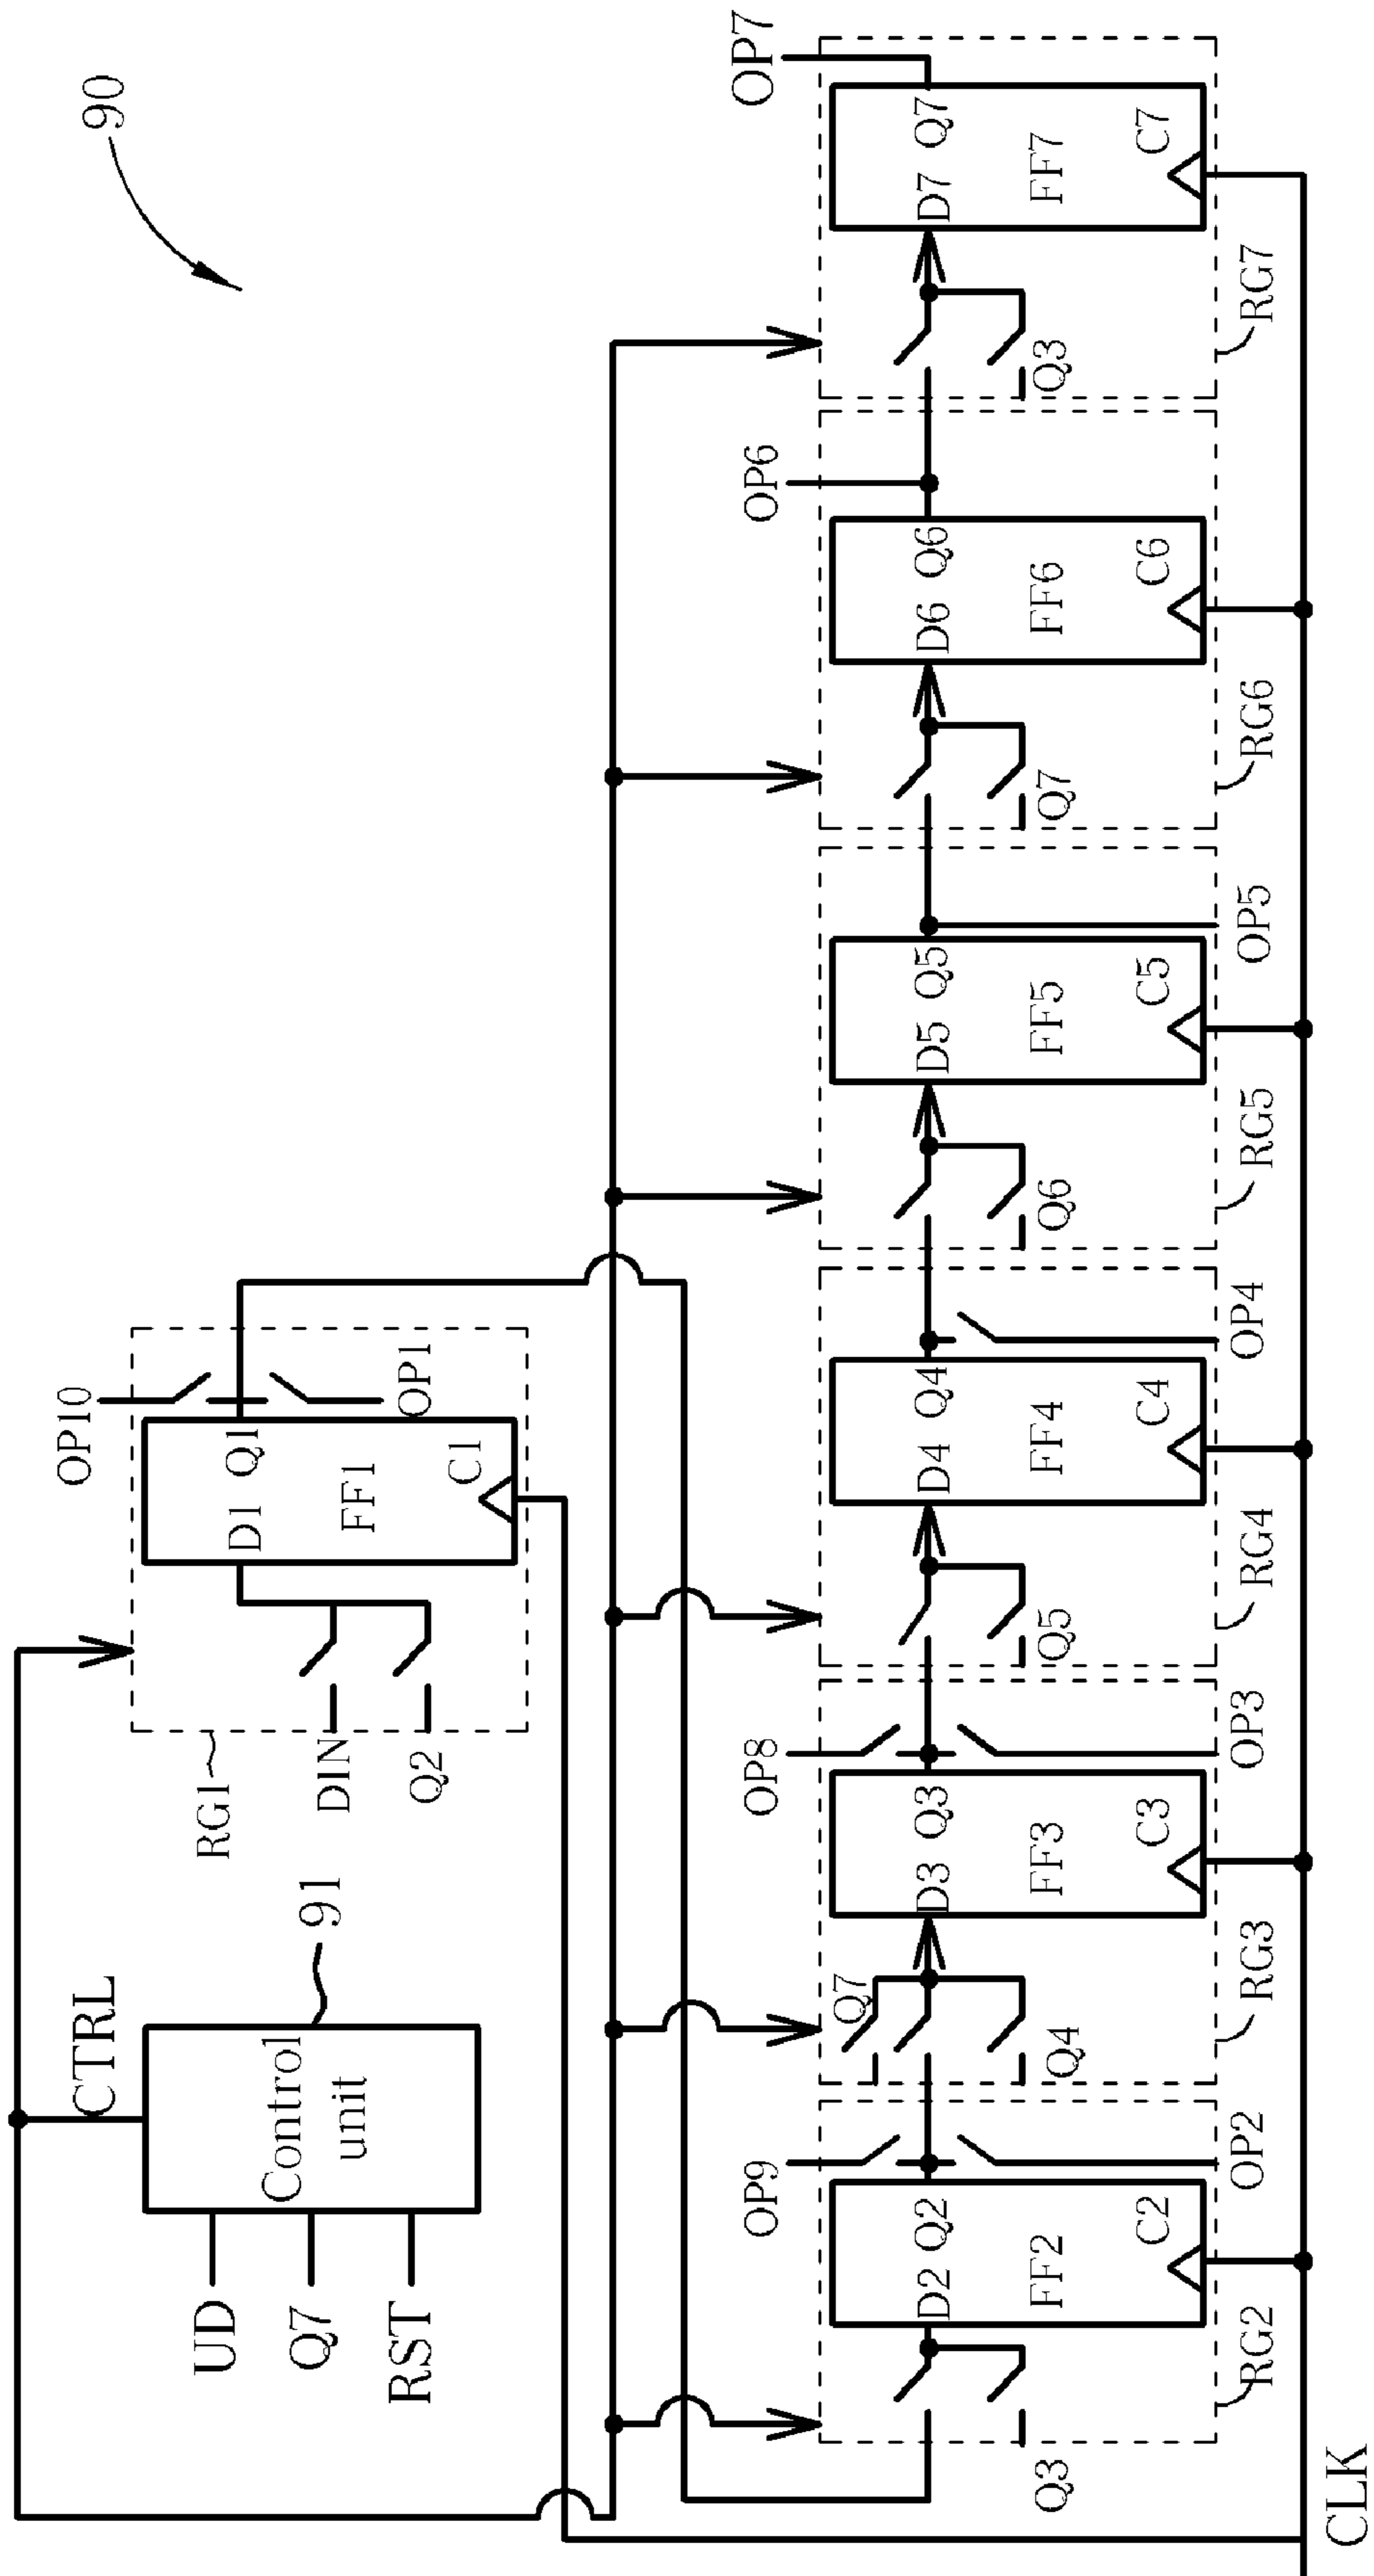 90
CTRL
Control
unit
91
UD
Q7
RST
RG1
DIN
Q2
D1 Q1
FF1
C1
OP10
OP1
Q3
D2 Q2
FF2
C2
OP9
OP2
RG2
Q7
Q4
D3 Q3
FF3
C3
OP8
OP3
RG3
Q5
D4 Q4
FF4
C4
OP4
RG4
Q6
D5 Q5
FF5
C5
OP5
RG5
Q7
D6 Q6
FF6
C6
OP6
RG6
Q3
D7 Q7
FF7
C7
OP7
RG7
CLK